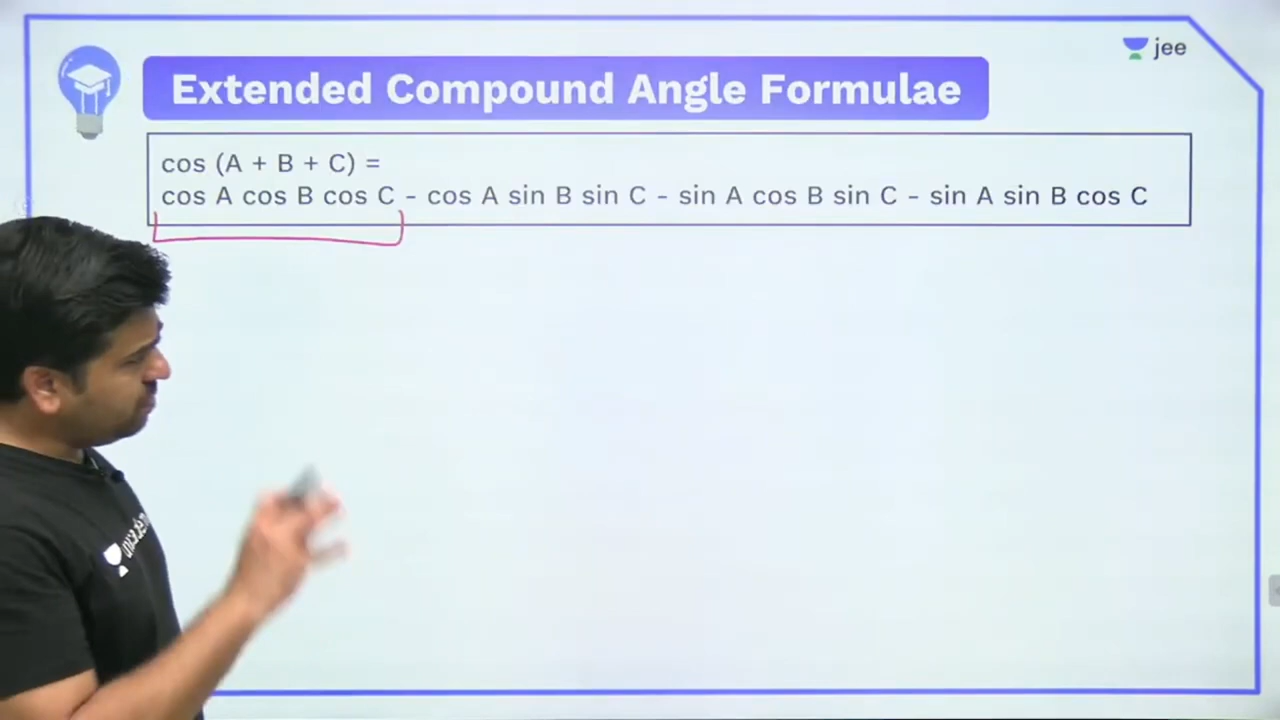 jee
Extended Compound Angle Formulae
cos (A + B + C) =
cos A cos B cos C - cos A sin B sin C - sin A cos B sin C - sin A sin B cos C